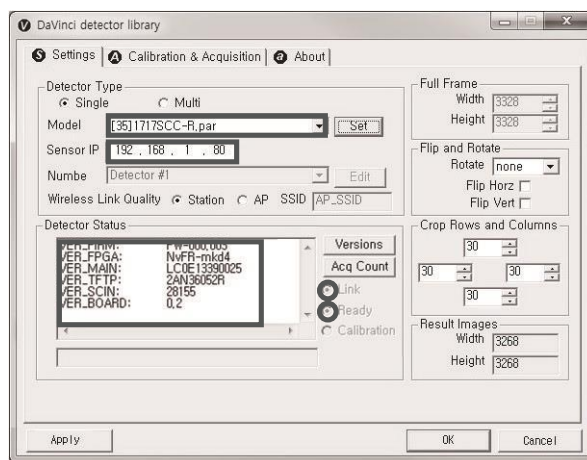 DaVinci detector library
Settings
Calibration & Acquisition
About
Detector Type
Single
Multi
Model
[35]1717SCC-R.par
Set
Sensor IP
192 . 168 . 1 . 80
Numbe
Detector #1
Edit
Wireless Link Quality
Station
AP
SSID
AP_SSID
Detector Status
VER_FIRM: FW-000,003
VER_FPGA: NvFR-mkd4
VER_MAIN: LC0E13390025
VER_TFTP: 2AN36052R
VER_SCIN: 28155
VER_BOARD: 0,2
Versions
Acq Count
Link
Ready
Calibration
Full Frame
Width 3328
Height 3328
Flip and Rotate
Rotate none
Flip Horz
Flip Vert
Crop Rows and Columns
30
30 30
30
Result Images
Width 3268
Height 3268
Apply
OK
Cancel